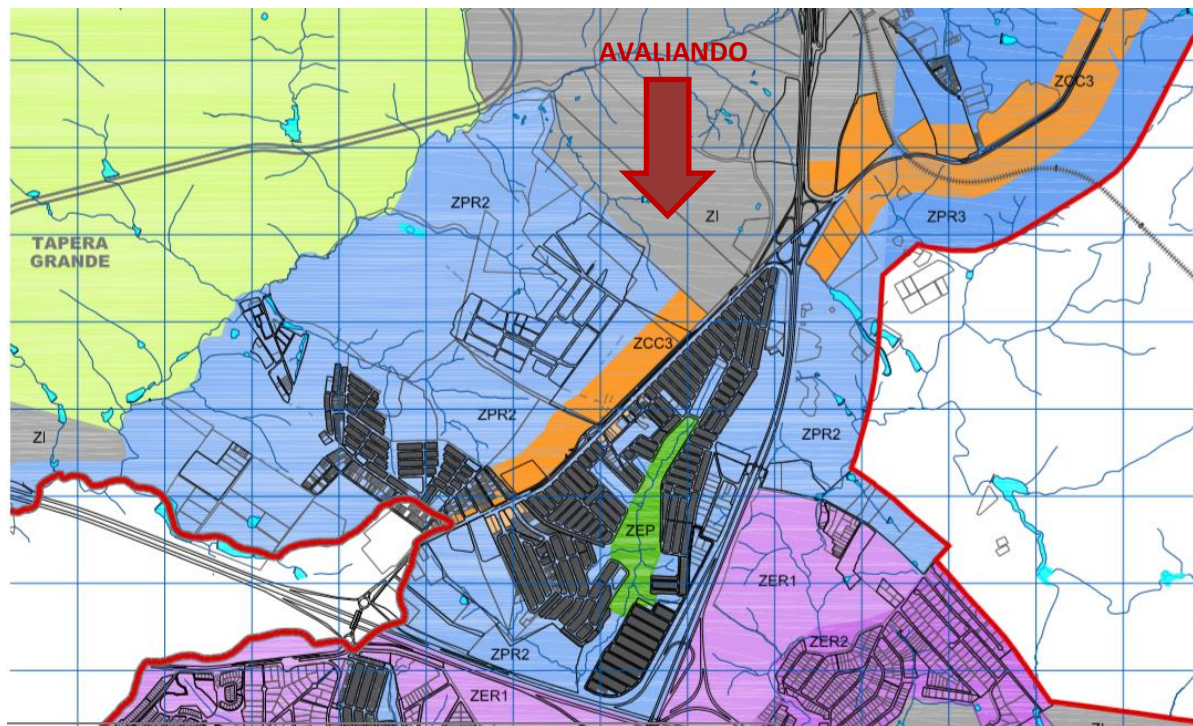 AVALIANDO
ZCC3
ZPR2
ZI
ZPR3
TAPERA
GRANDE
ZCC3
ZPR2
ZPR2
ZI
ZEP
ZER1
ZER2
ZPR2
ZER1